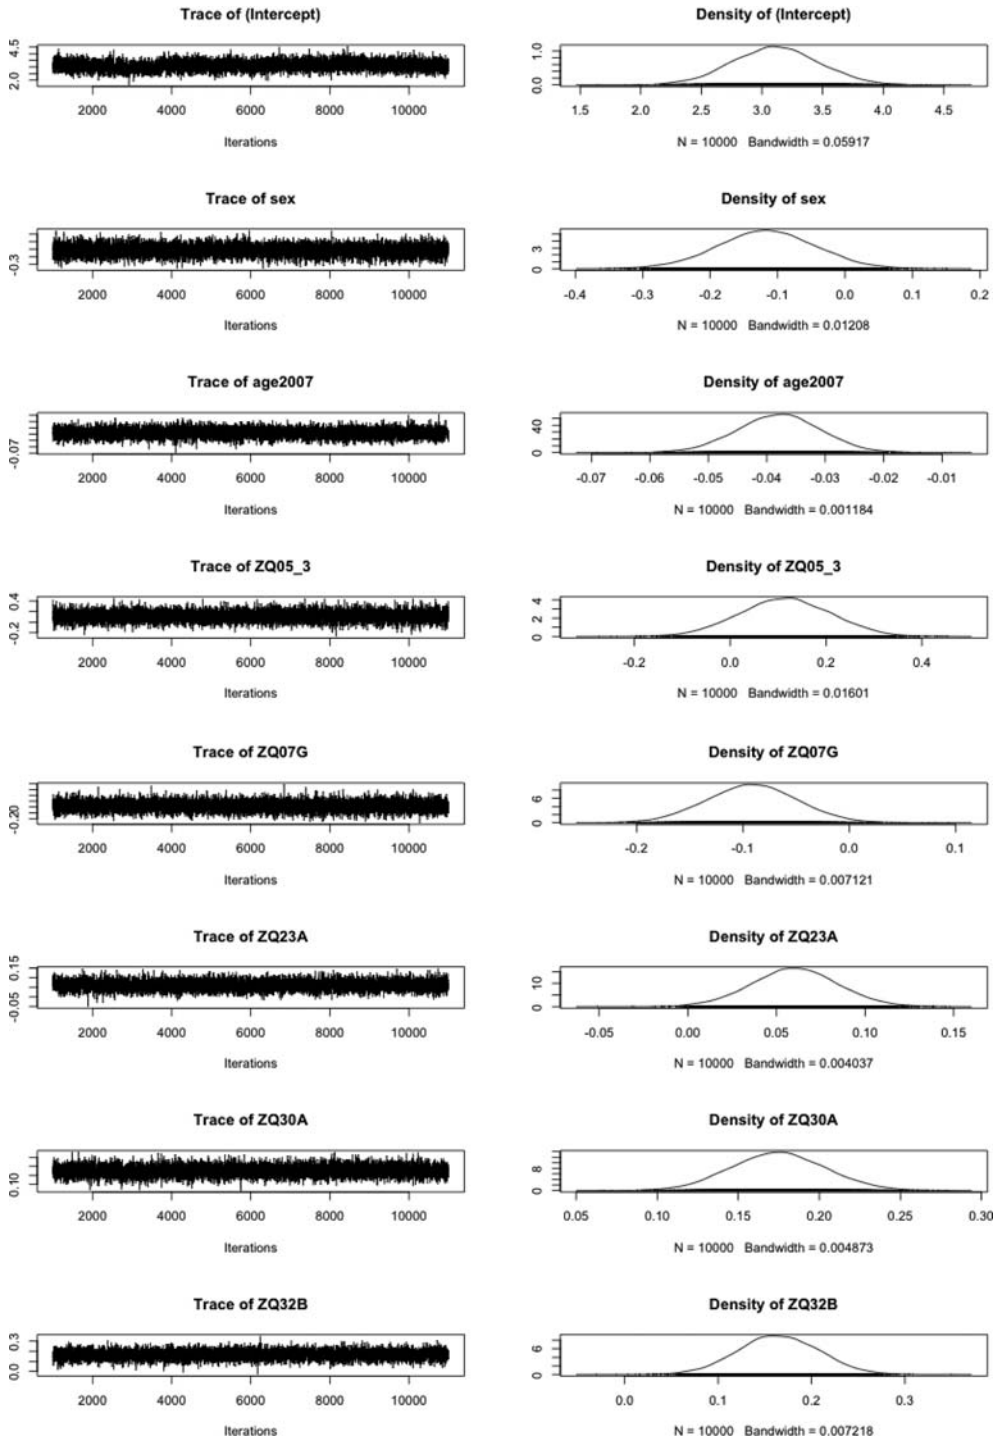 Trace of (Intercept)
Density of (Intercept)
4.5
2.0
1.0
0.0
2000 4000 6000 8000 10000
1.5 2.0 2.5 3.0 3.5 4.0 4.5
Iterations
N = 10000 Bandwidth = 0.05917
Trace of sex
Density of sex
-0.3
3
0
2000 4000 6000 8000 10000
-0.4 -0.3 -0.2 -0.1 0.0 0.1 0.2
Iterations
N = 10000 Bandwidth = 0.01208
Trace of age2007
Density of age2007
-0.07
40
0
2000 4000 6000 8000 10000
-0.07 -0.06 -0.05 -0.04 -0.03 -0.02 -0.01
Iterations
N = 10000 Bandwidth = 0.001184
Trace of ZQ05_3
Density of ZQ05_3
0.4
-0.2
4
2
0
2000 4000 6000 8000 10000
-0.2 0.0 0.2 0.4
Iterations
N = 10000 Bandwidth = 0.01601
Trace of ZQ07G
Density of ZQ07G
-0.20
6
0
2000 4000 6000 8000 10000
-0.2 -0.1 0.0 0.1
Iterations
N = 10000 Bandwidth = 0.007121
Trace of ZQ23A
Density of ZQ23A
0.15
-0.05
10
0
2000 4000 6000 8000 10000
-0.05 0.00 0.05 0.10 0.15
Iterations
N = 10000 Bandwidth = 0.004037
Trace of ZQ30A
Density of ZQ30A
0.10
8
0
2000 4000 6000 8000 10000
0.05 0.10 0.15 0.20 0.25 0.30
Iterations
N = 10000 Bandwidth = 0.004873
Trace of ZQ32B
Density of ZQ32B
0.3
0.0
6
0
2000 4000 6000 8000 10000
0.0 0.1 0.2 0.3
Iterations
N = 10000 Bandwidth = 0.007218